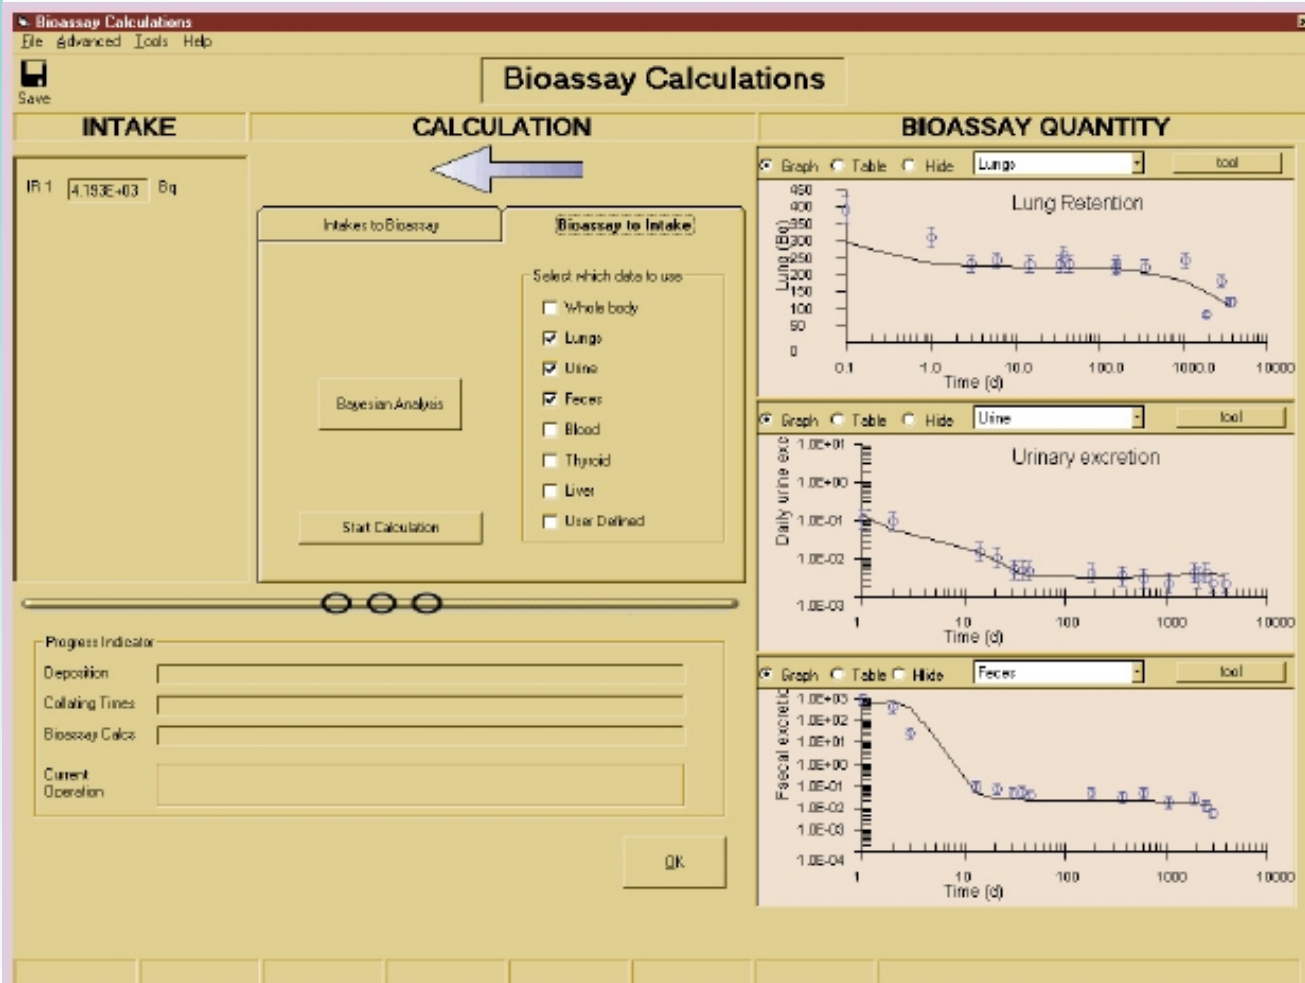 Bioassay Calculations
File Advanced Tools Help
Save
Bioassay Calculations
INTAKE
CALCULATION
BIOASSAY QUANTITY
IR 1 4.193E+03 Bq
Intakes to Bioassay
Bioassay to Intake
Select which data to use
Whole body
Lungs
Urine
Feces
Blood
Thyroid
Liver
User Defined
Bayesian Analysis
Start Calculation
Progress Indicator
Deposition
Collating Times
Bioassay Calcs
Current
Operation
OK
Graph Table Hide Lungs tool
Lung Retention
Lung (Bq)
450
400
350
300
250
200
150
100
50
0
0.1 1.0 10.0 100.0 1000.0 10000
Time (d)
Graph Table Hide Urine tool
Urinary excretion
Daily urine exc
1.0E+01
1.0E+00
1.0E-01
1.0E-02
1.0E-03
1 10 100 1000 10000
Time (d)
Graph Table Hide Feces tool
Faecal excretio
1.0E+03
1.0E+02
1.0E+01
1.0E+00
1.0E-01
1.0E-02
1.0E-03
1.0E-04
1 10 100 1000 10000
Time (d)